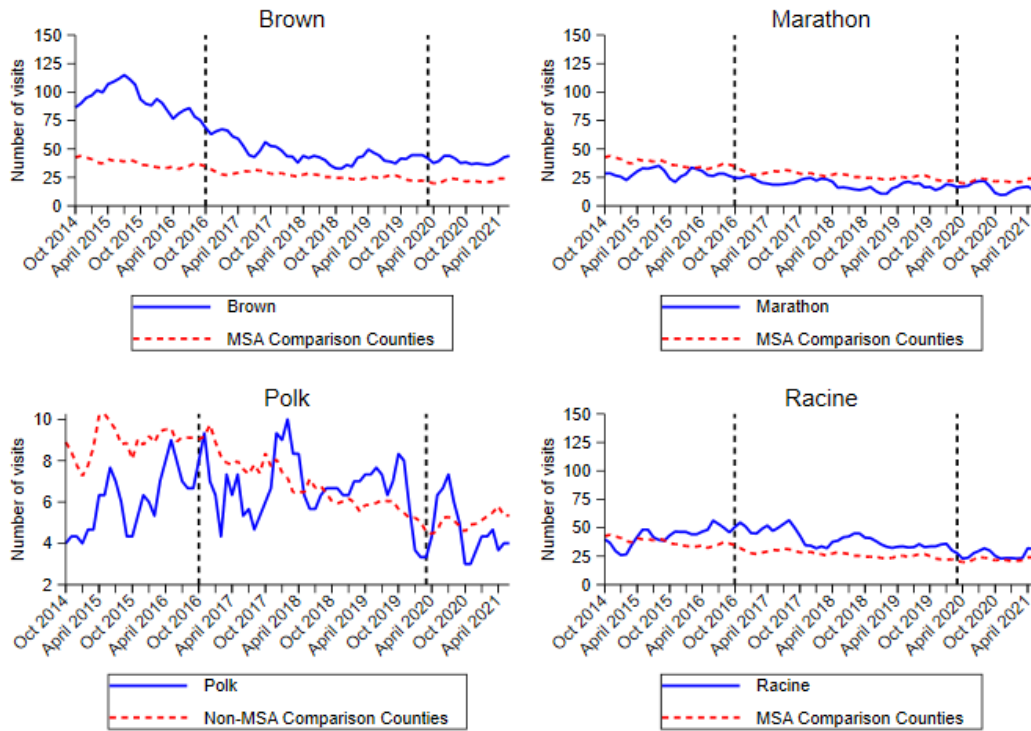 Brown
Number of visits
150
125
100
75
50
25
0
Oct 2014
April 2015
Oct 2015
April 2016
Oct 2016
April 2017
Oct 2017
April 2018
Oct 2018
April 2019
Oct 2019
April 2020
Oct 2020
April 2021
Brown
MSA Comparison Counties
Marathon
Number of visits
150
125
100
75
50
25
0
Oct 2014
April 2015
Oct 2015
April 2016
Oct 2016
April 2017
Oct 2017
April 2018
Oct 2018
April 2019
Oct 2019
April 2020
Oct 2020
April 2021
Marathon
MSA Comparison Counties
Polk
Number of visits
10
8
6
4
2
Oct 2014
April 2015
Oct 2015
April 2016
Oct 2016
April 2017
Oct 2017
April 2018
Oct 2018
April 2019
Oct 2019
April 2020
Oct 2020
April 2021
Polk
Non-MSA Comparison Counties
Racine
Number of visits
150
125
100
75
50
25
0
Oct 2014
April 2015
Oct 2015
April 2016
Oct 2016
April 2017
Oct 2017
April 2018
Oct 2018
April 2019
Oct 2019
April 2020
Oct 2020
April 2021
Racine
MSA Comparison Counties